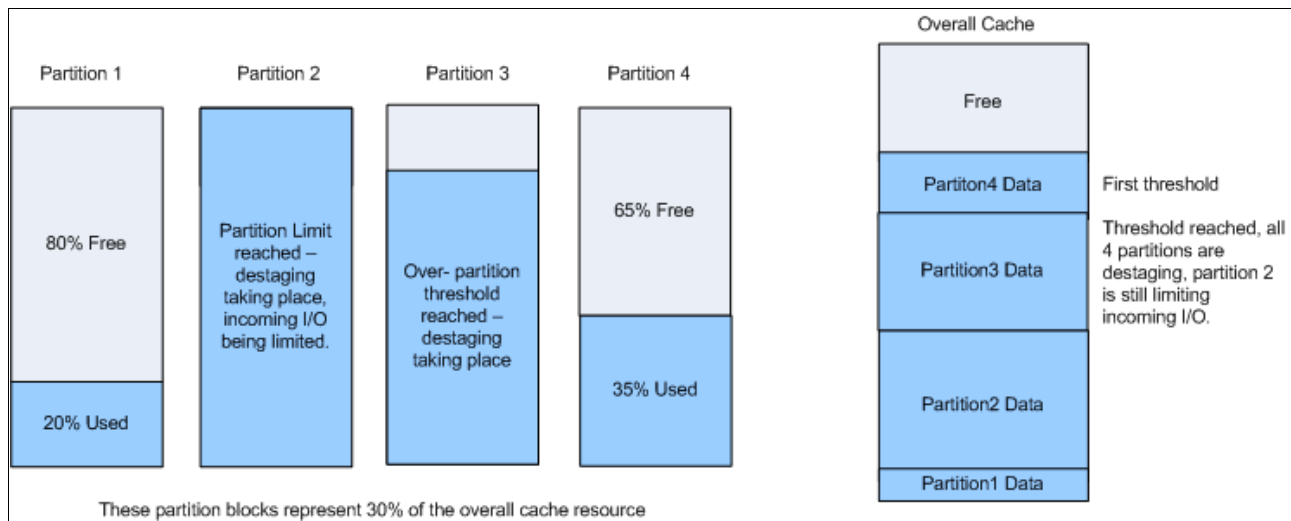 Partition 1
80% Free
20% Used
Partition 2
Partition Limit
reached –
destaging
taking place,
incoming I/O
being limited.
Partition 3
Over- partition
threshold
reached –
destaging
taking place
Partition 4
65% Free
35% Used
These partition blocks represent 30% of the overall cache resource
Overall Cache
Free
Partiton4 Data
Partition3 Data
Partition2 Data
Partition1 Data
First threshold
Threshold reached, all
4 partitions are
destaging, partition 2
is still limiting
incoming I/O.